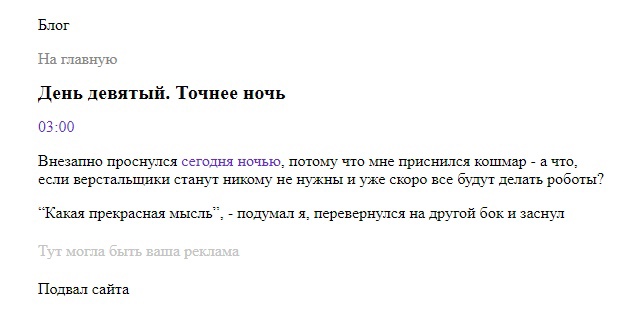 Блог
На главную
День девятый. Точнее ночь
03:00
Внезапно проснулся сегодня ночью, потому что мне приснился кошмар - а что,
если верстальщики станут никому не нужны и уже скоро все будут делать роботы?
“Какая прекрасная мысль”, - подумал я, перевернулся на другой бок и заснул
Тут могла быть ваша реклама
Подвал сайта